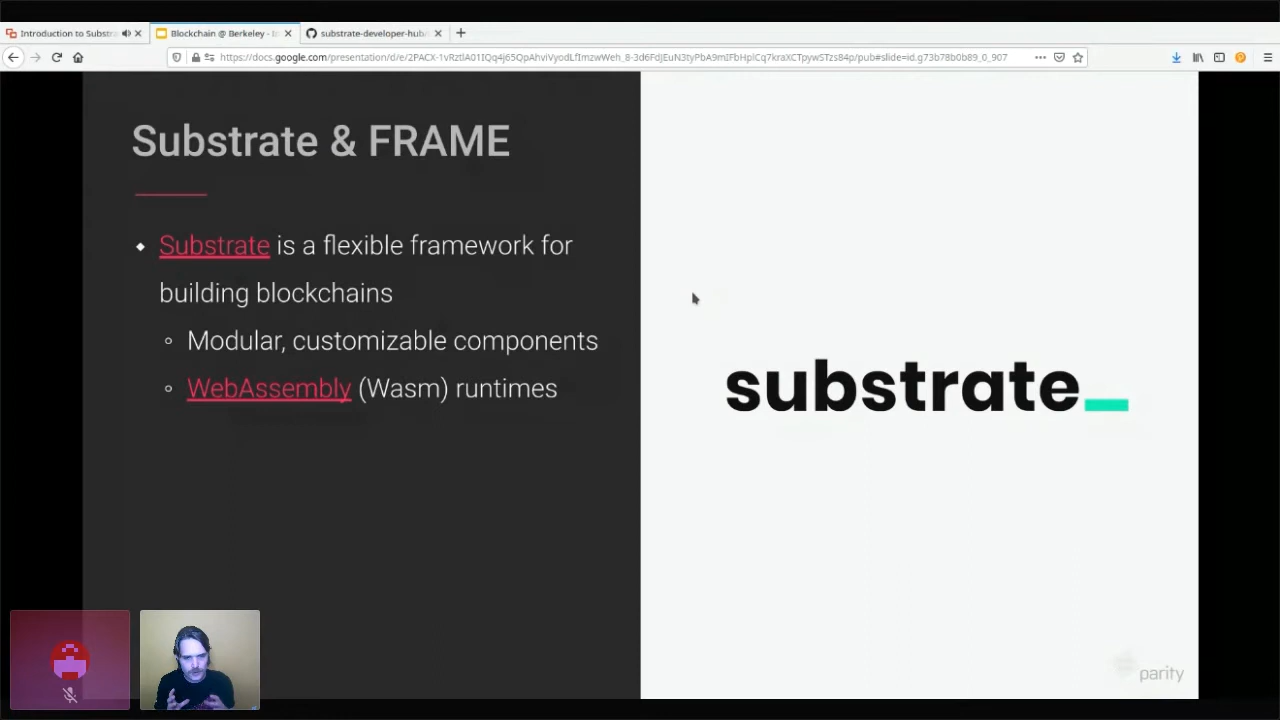 Introduction to Substr
Blockchain @ Berkeley - In
substrate-developer-hub/
Substrate & FRAME
Substrate is a flexible framework for
building blockchains
Modular, customizable components
WebAssembly (Wasm) runtimes
substrate_
parity